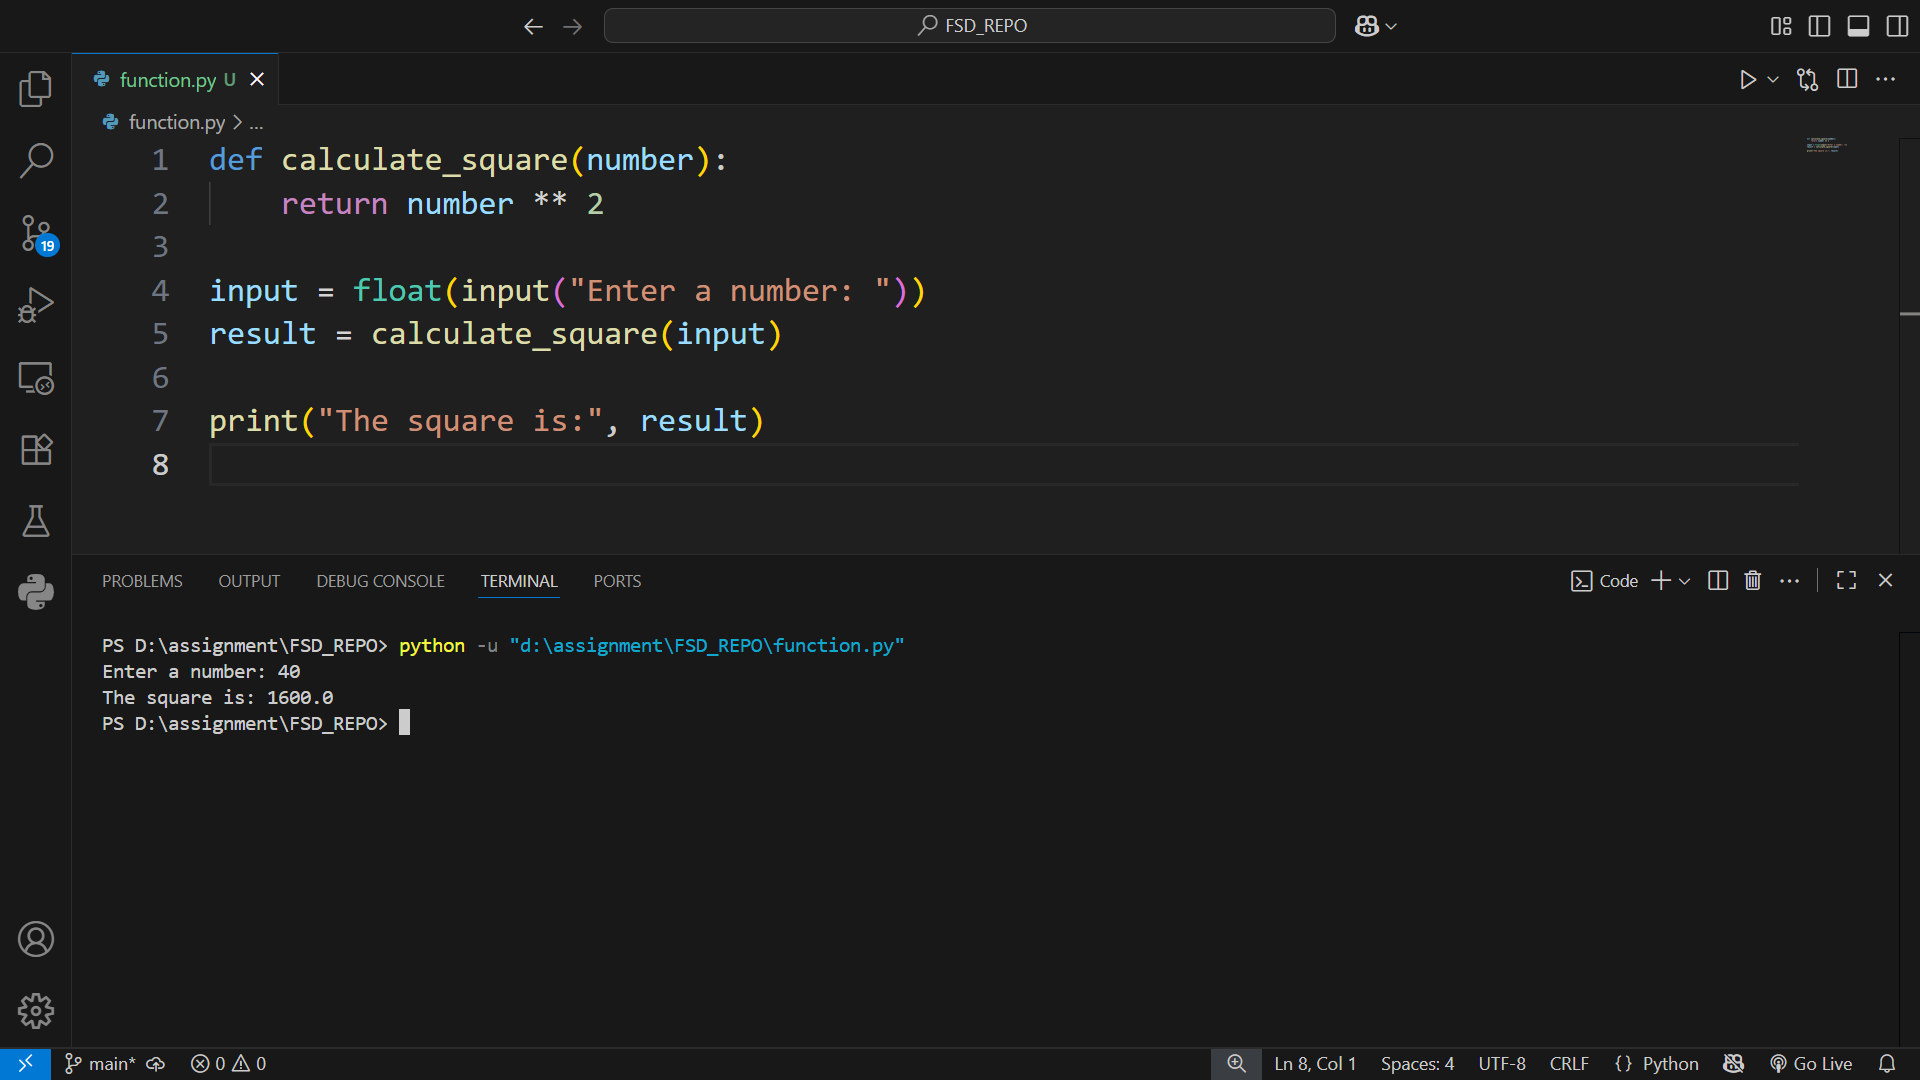 FSD_REPO
function.py U
function.py > ...
1 def calculate_square(number):
2     return number ** 2
3
4 input = float(input("Enter a number: "))
5 result = calculate_square(input)
6
7 print("The square is:", result)
8
19
PROBLEMS OUTPUT DEBUG CONSOLE TERMINAL PORTS Code
PS D:\assignment\FSD_REPO> python -u "d:\assignment\FSD_REPO\function.py"
Enter a number: 40
The square is: 1600.0
PS D:\assignment\FSD_REPO>
main* 0 0 Ln 8, Col 1 Spaces: 4 UTF-8 CRLF {} Python Go Live